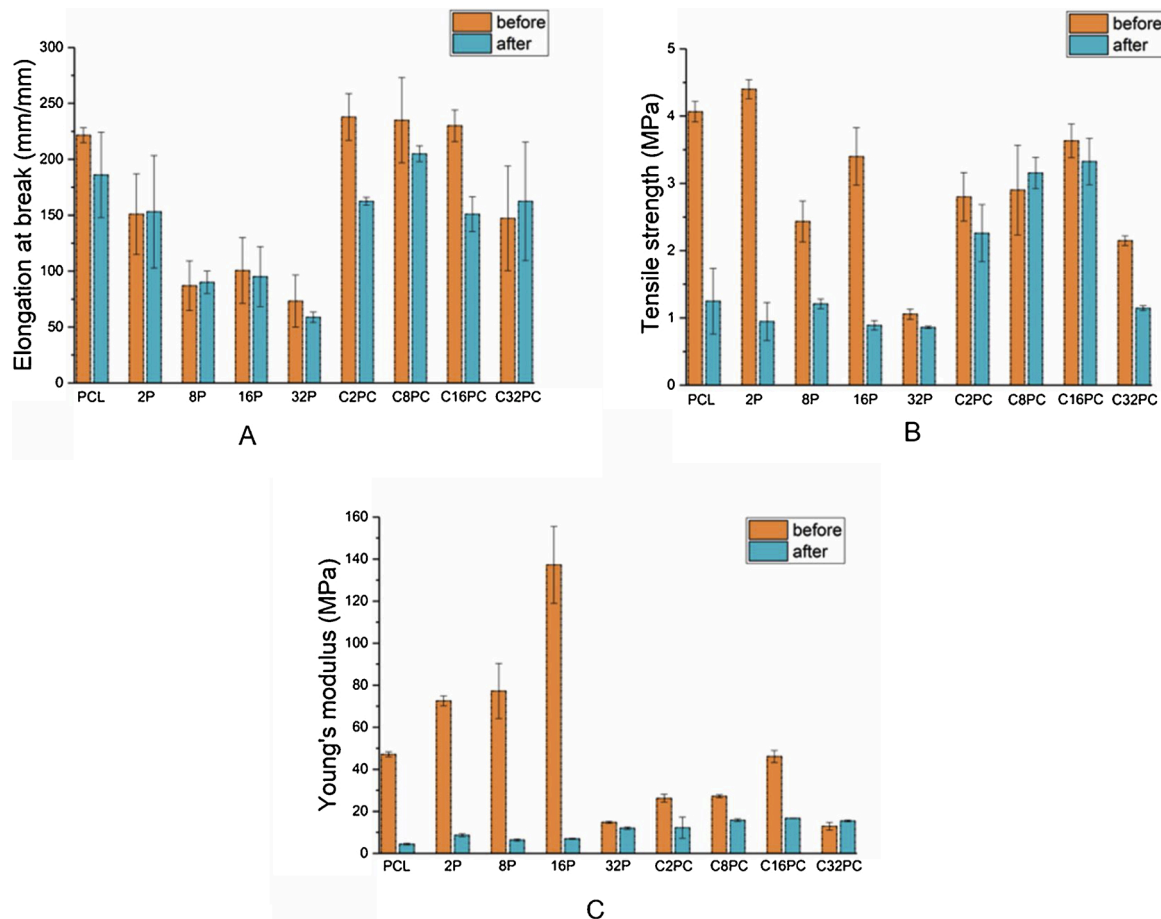 before
after
Elongation at break (mm/mm)
300
250
200
150
100
50
0
PCL 2P 8P 16P 32P C2PC C8PC C16PC C32PC
A
before
after
Tensile strength (MPa)
5
4
3
2
1
0
PCL 2P 8P 16P 32P C2PC C8PC C16PC C32PC
B
before
after
Young's modulus (MPa)
160
140
120
100
80
60
40
20
0
PCL 2P 8P 16P 32P C2PC C8PC C16PC C32PC
C